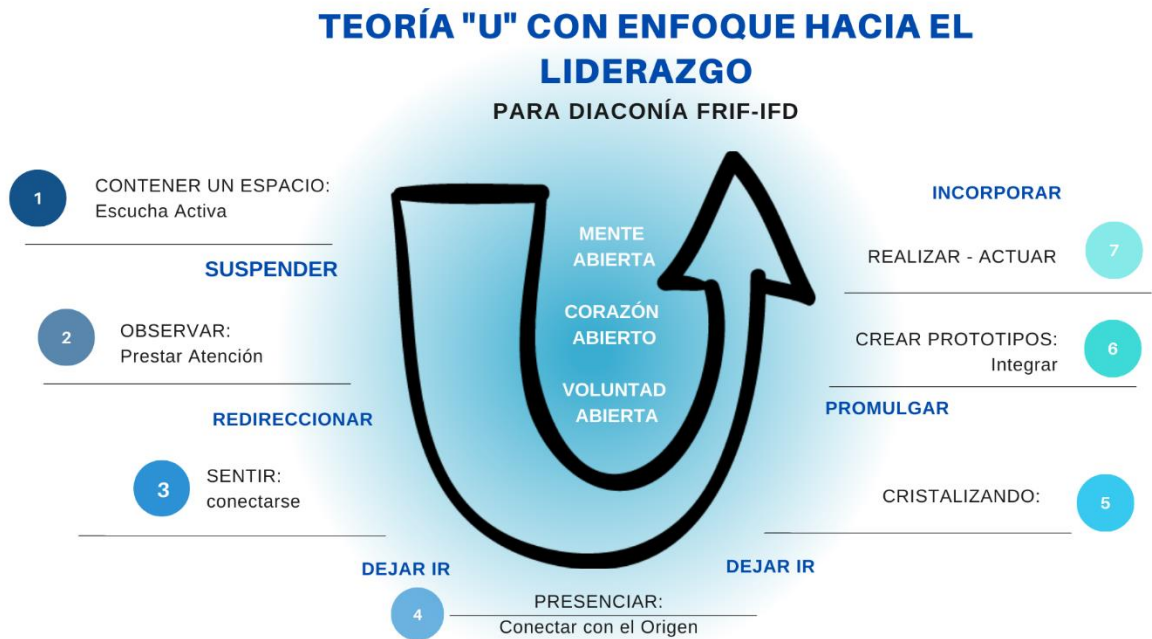 TEORÍA "U" CON ENFOQUE HACIA EL
LIDERAZGO
PARA DIACONÍA FRIF-IFD
1
CONTENER UN ESPACIO:
Escucha Activa
SUSPENDER
2
OBSERVAR:
Prestar Atención
REDIRECCIONAR
3
SENTIR:
conectarse
DEJAR IR
4
PRESENCIAR:
Conectar con el Origen
MENTE
ABIERTA
CORAZÓN
ABIERTO
VOLUNTAD
ABIERTA
DEJAR IR
CRISTALIZANDO:
5
PROMULGAR
CREAR PROTOTIPOS:
Integrar
6
INCORPORAR
REALIZAR - ACTUAR
7